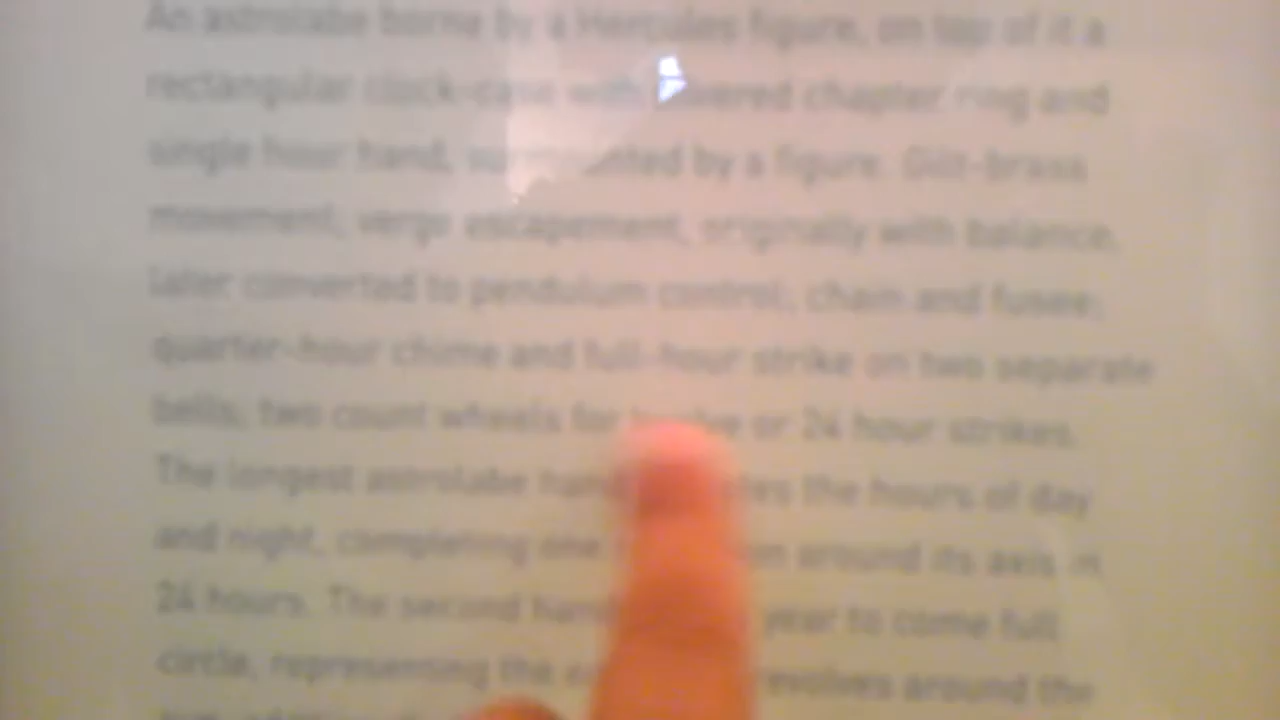 An astrolabe borne by a Hercules figure, on top of it a
rectangular clock-case with chapter ring and
single hour hand, surmounted by a figure. Gilt-brass
movement; verge escapement, originally with balance,
later converted to pendulum control; chain and fusee;
quarter-hour chime and full-hour strike on two separate
bells; two count wheels for twelve or 24 hour strikes.
The longest astrolabe hand the hours of day
and night, completing one around its axis in
24 hours. The second hand year to come full
circle, representing the around the